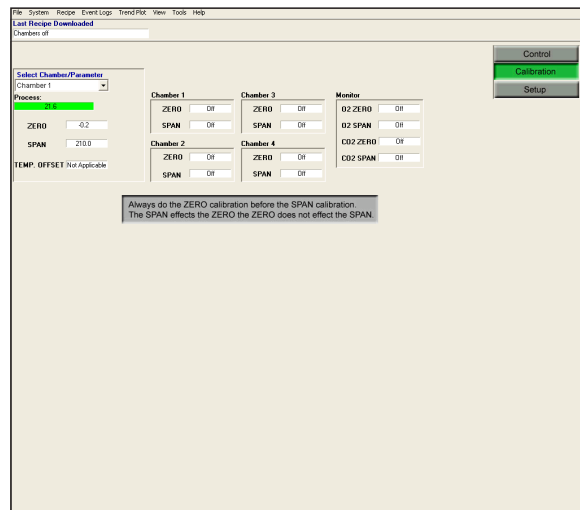 File System Recipe Event Logs Trend Plot View Tools Help
Last Recipe Downloaded
Chambers off
Control
Calibration
Setup
Select Chamber/Parameter
Chamber 1
Process:
21.6
ZERO -0.2
SPAN 210.0
TEMP. OFFSET Not Applicable
Chamber 1
ZERO Off
SPAN Off
Chamber 2
ZERO Off
SPAN Off
Chamber 3
ZERO Off
SPAN Off
Chamber 4
ZERO Off
SPAN Off
Monitor
O2 ZERO Off
O2 SPAN Off
CO2 ZERO Off
CO2 SPAN Off
Always do the ZERO calibration before the SPAN calibration.
The SPAN effects the ZERO the ZERO does not effect the SPAN.